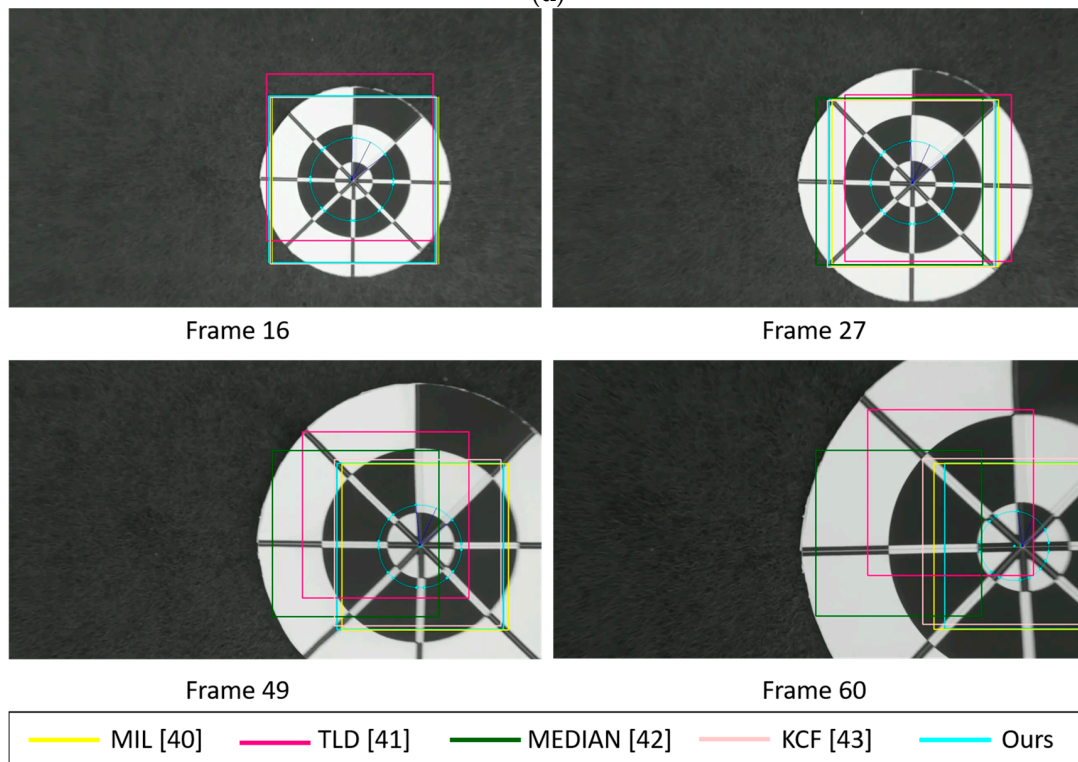 Frame 16
Frame 27
Frame 49
Frame 60
MIL [40] TLD [41] MEDIAN [42] KCF [43] Ours